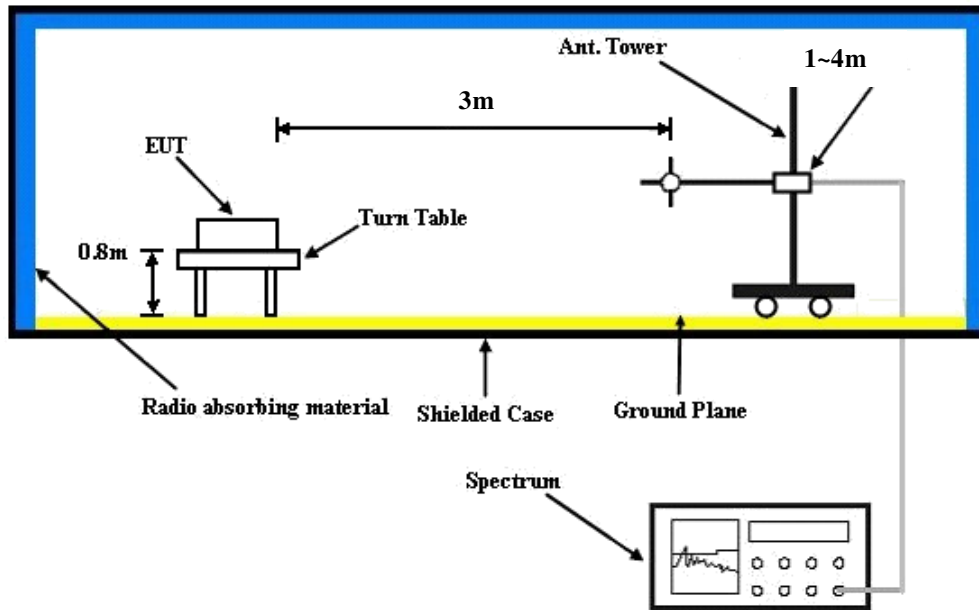 Ant. Tower
1~4m
3m
EUT
Turn Table
0.8m
Radio absorbing material
Shielded Case
Ground Plane
Spectrum